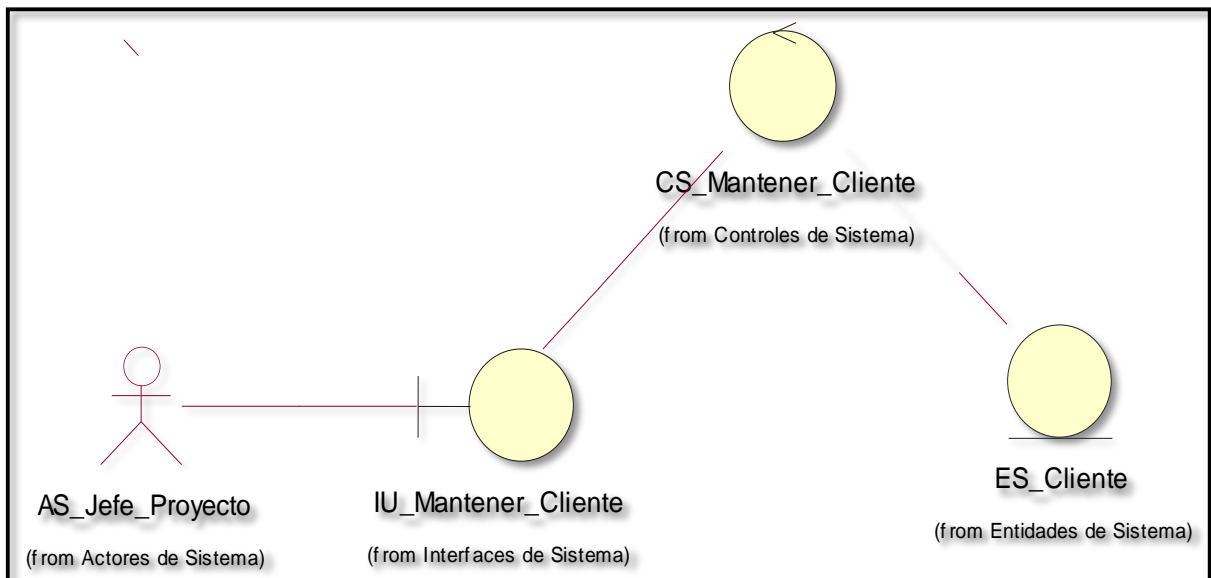 CS_Mantener_Cliente
(from Controles de Sistema)
AS_Jefe_Proyecto
(from Actores de Sistema)
IU_Mantener_Cliente
(from Interfaces de Sistema)
ES_Cliente
(from Entidades de Sistema)